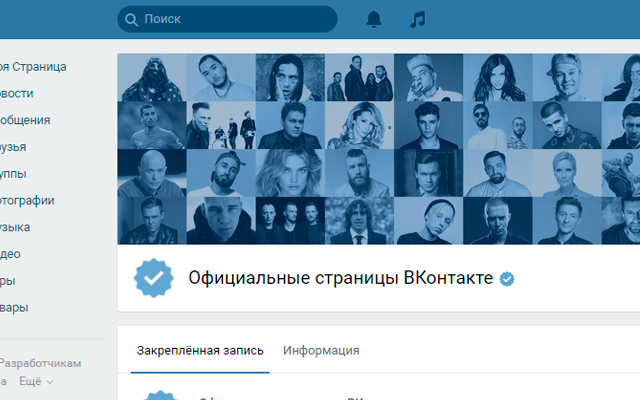 Поиск
оя Страница
овости
ообщения
рузья
уппы
отографии
узыка
део
ры
вары
Разработчикам
а Ещё
Официальные страницы ВКонтакте
Закреплённая запись Информация